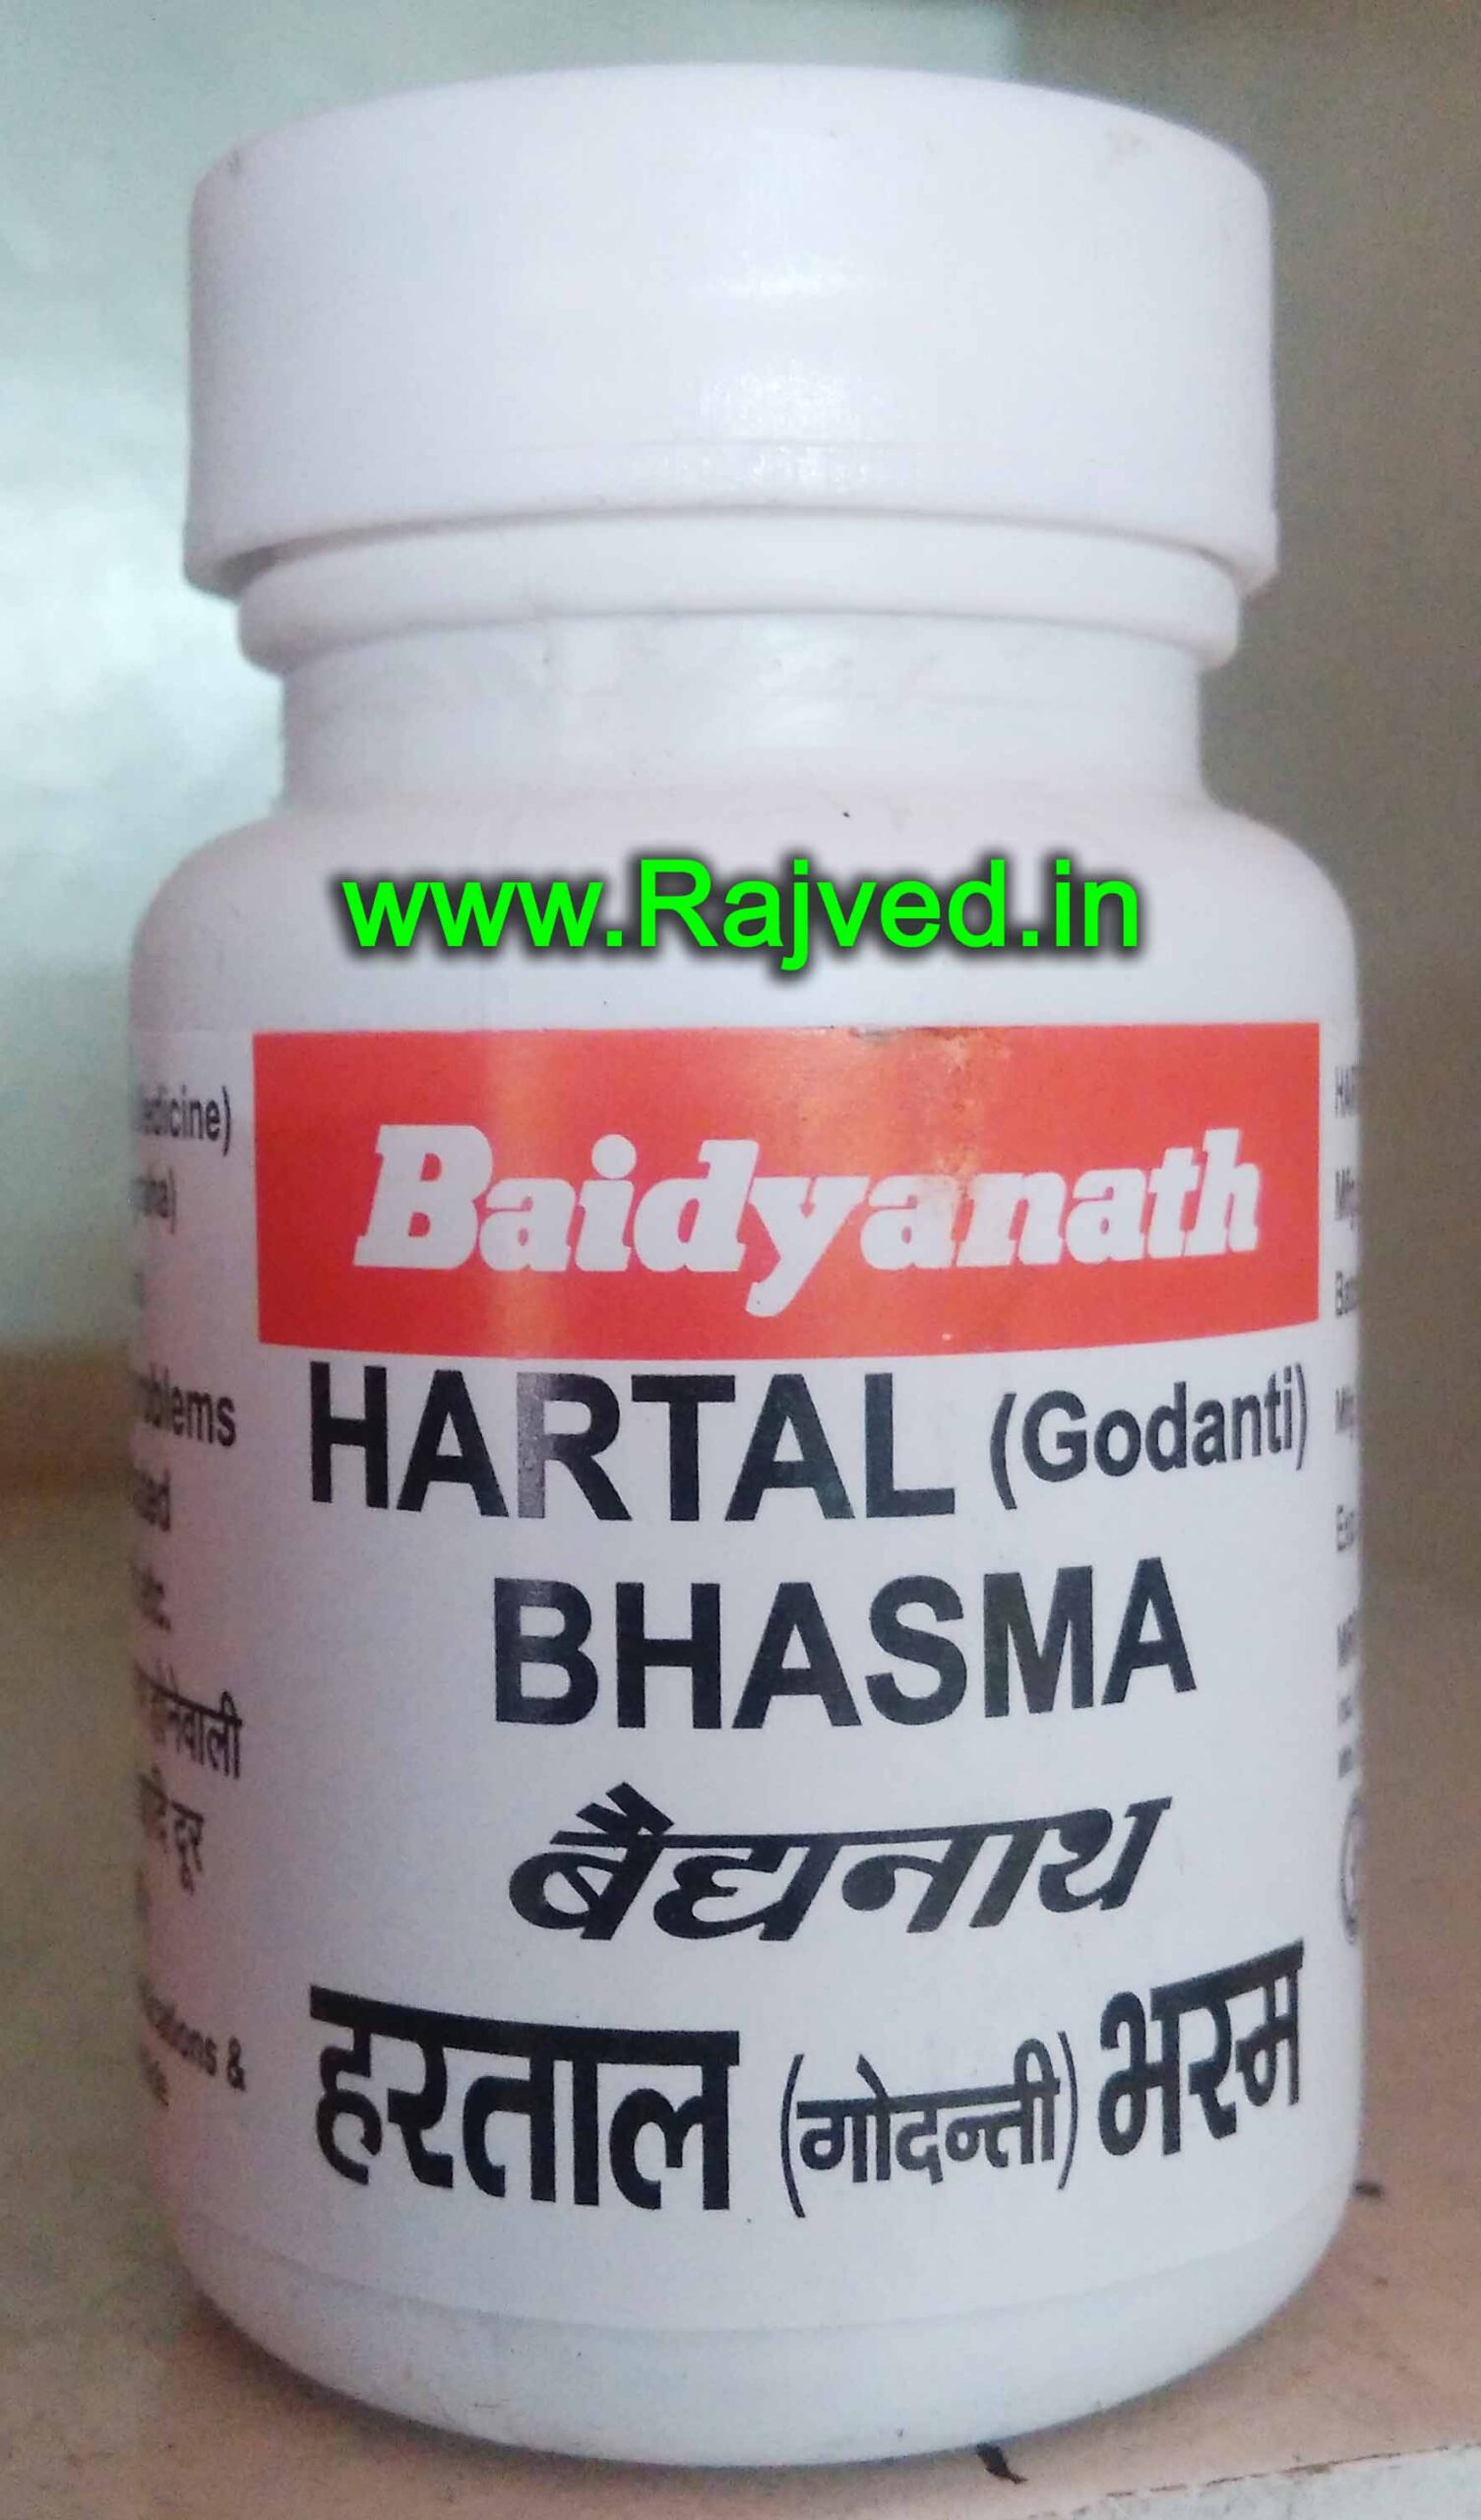 www.Rajved.in
Baidyanath
HARTAL (Godanti)
BHASMA
बैद्यनाथ
हरताल (गोदन्ती) भस्म
दूर
&